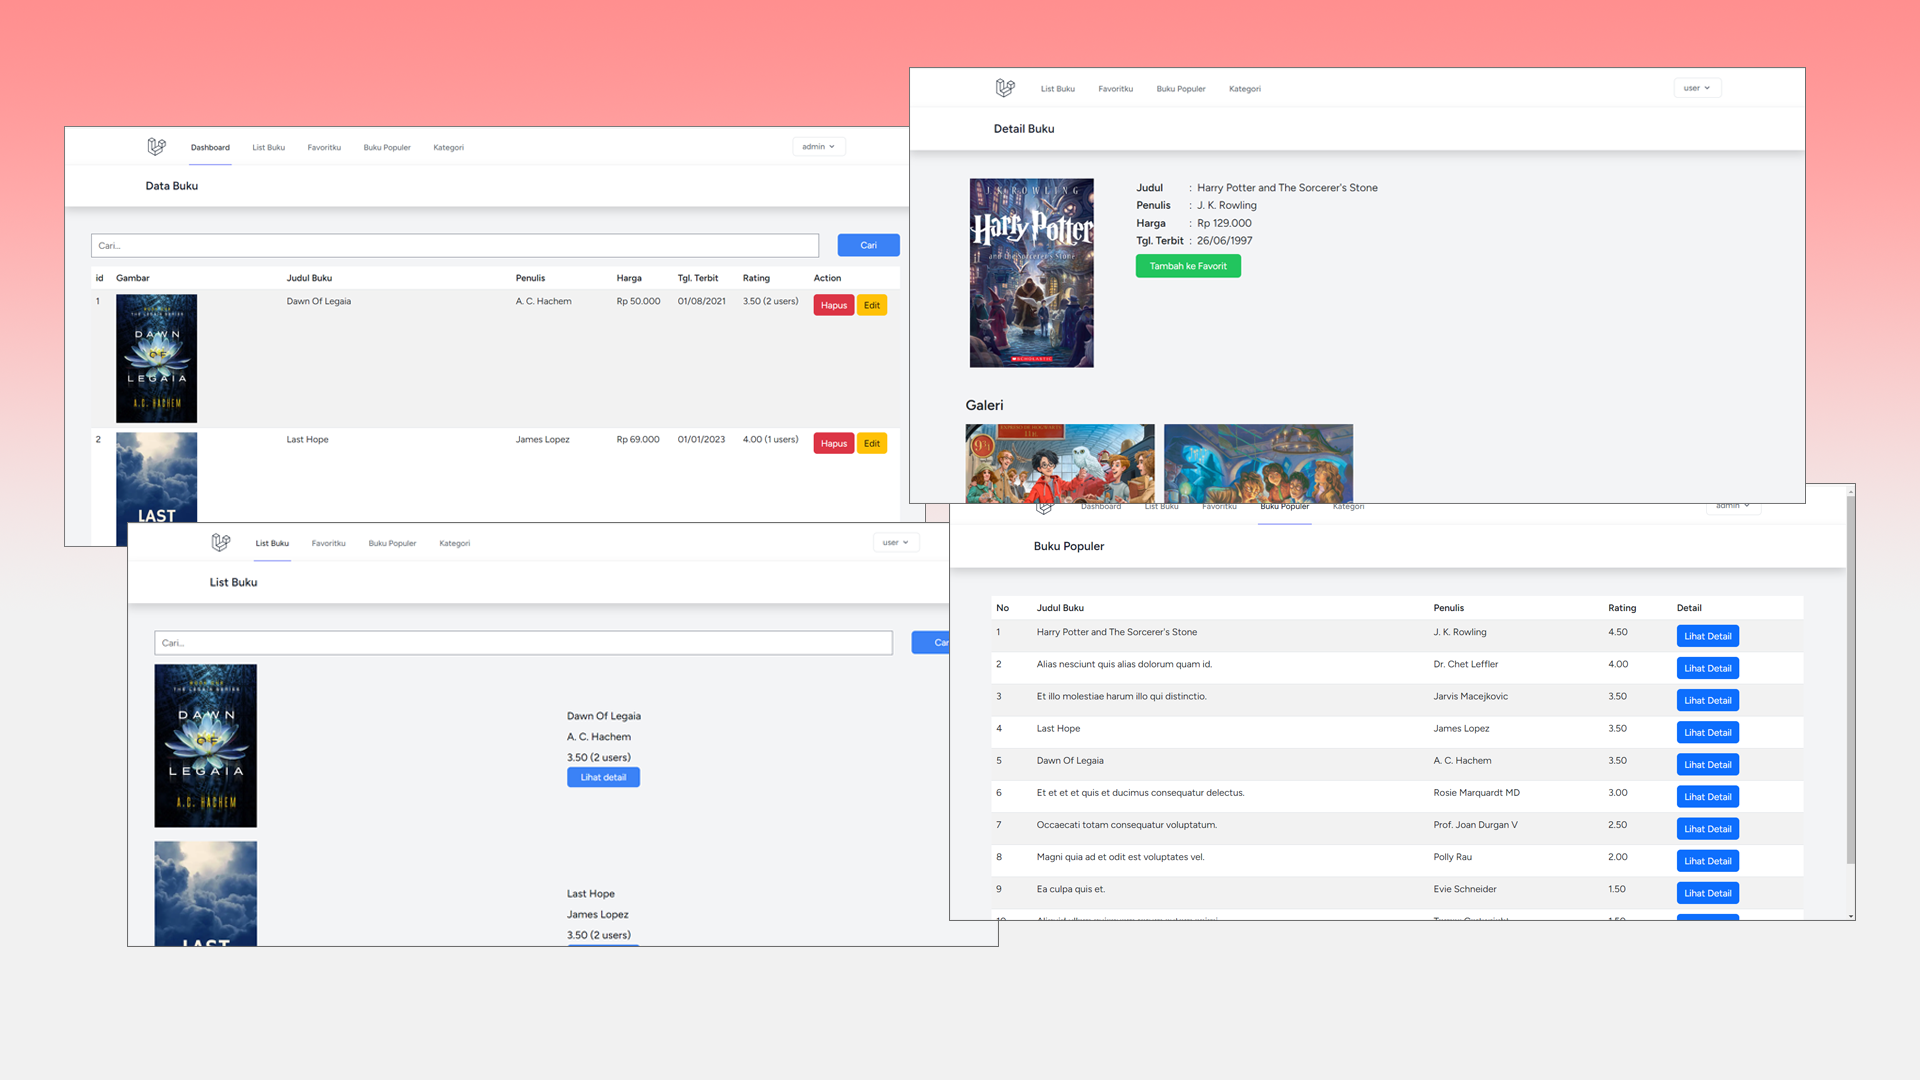 Dashboard List Buku Favoritku Buku Populer Kategori admin
Data Buku
Cari...
Cari
id Gambar Judul Buku Penulis Harga Tgl. Terbit Rating Action
1 Dawn Of Legaia A. C. Hachem Rp 50.000 01/08/2021 3.50 (2 users) Hapus Edit
THE LEGAIA SERIES
DAWN
OF
LEGAIA
A.C. HACHEM
2 Last Hope James Lopez Rp 69.000 01/01/2023 4.00 (1 users) Hapus Edit
LAST
List Buku Favoritku Buku Populer Kategori user
Detail Buku
J.K. ROWLING
Harry Potter
and the Sorcerer's Stone
SCHOLASTIC
Judul : Harry Potter and The Sorcerer's Stone
Penulis : J. K. Rowling
Harga : Rp 129.000
Tgl. Terbit : 26/06/1997
Tambah ke Favorit
Galeri
9¾
List Buku Favoritku Buku Populer Kategori user
List Buku
Cari...
Car
THE LEGAIA SERIES
DAWN
OF
LEGAIA
A.C. HACHEM
Dawn Of Legaia
A. C. Hachem
3.50 (2 users)
Lihat detail
LAST
Last Hope
James Lopez
3.50 (2 users)
Dashboard List Buku Favoritku Buku Populer Kategori admin
Buku Populer
No Judul Buku Penulis Rating Detail
1 Harry Potter and The Sorcerer's Stone J. K. Rowling 4.50 Lihat Detail
2 Alias nesciunt quis alias dolorum quam id. Dr. Chet Leffler 4.00 Lihat Detail
3 Et illo molestiae harum illo qui distinctio. Jarvis Macejkovic 3.50 Lihat Detail
4 Last Hope James Lopez 3.50 Lihat Detail
5 Dawn Of Legaia A. C. Hachem 3.50 Lihat Detail
6 Et et et et quis et ducimus consequatur delectus. Rosie Marquardt MD 3.00 Lihat Detail
7 Occaecati totam consequatur voluptatum. Prof. Joan Durgan V 2.50 Lihat Detail
8 Magni quia ad et odit est voluptates vel. Polly Rau 2.00 Lihat Detail
9 Ea culpa quis et. Evie Schneider 1.50 Lihat Detail